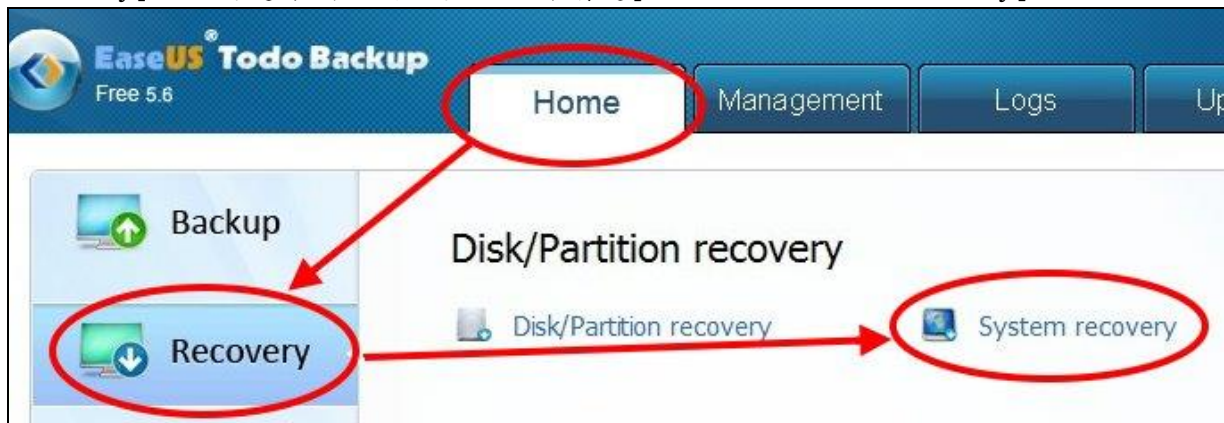 EaseUS® Todo Backup
Free 5.6
Home
Management
Logs
Backup
Disk/Partition recovery
Disk/Partition recovery
System recovery
Recovery